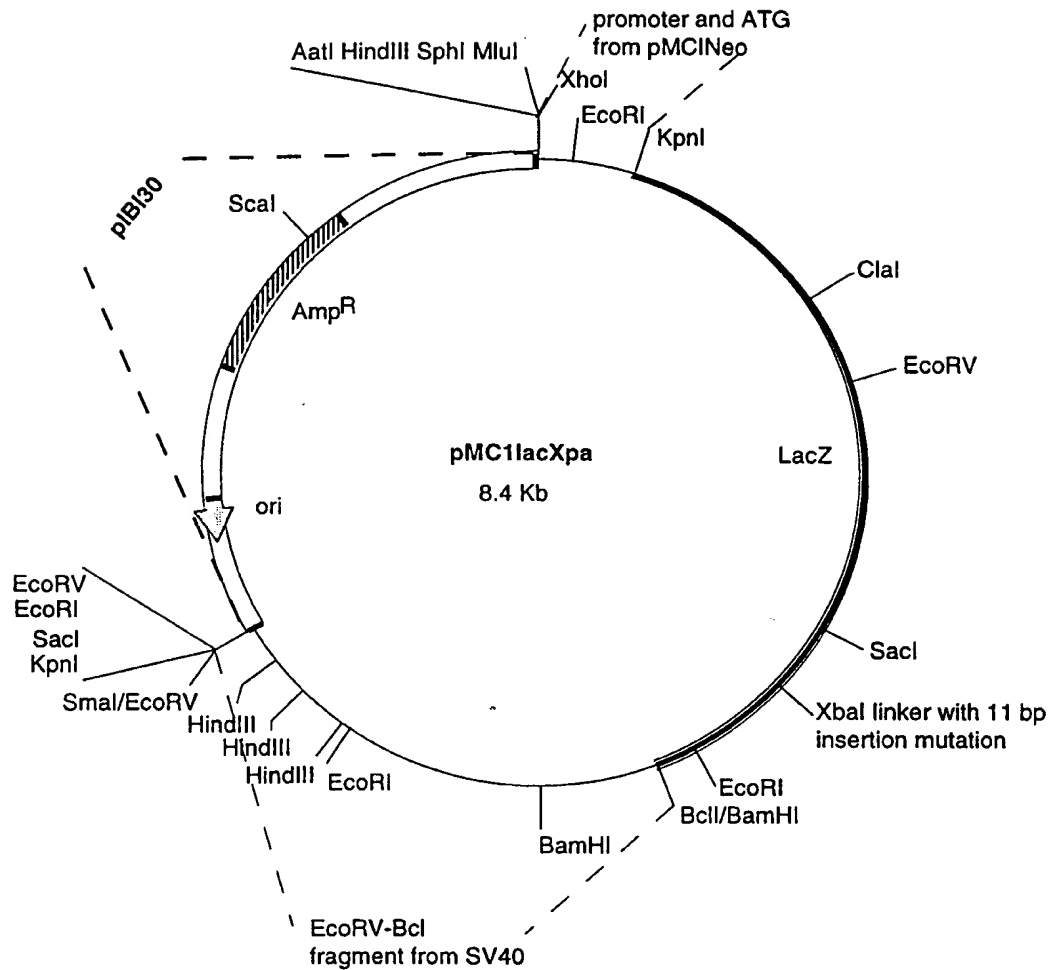 promoter and ATG
from pMCINeo
AatI HindIII SphI MluI
XhoI
EcoRI
KpnI
pIBI30
ScaI
AmpR
ClaI
EcoRV
pMC1lacXpa
8.4 Kb
LacZ
ori
EcoRV
EcoRI
SacI
KpnI
SmaI/EcoRV
HindIII
HindIII
HindIII
EcoRI
SacI
XbaI linker with 11 bp
insertion mutation
EcoRI
BclI/BamHI
BamHI
EcoRV-Bcl
fragment from SV40